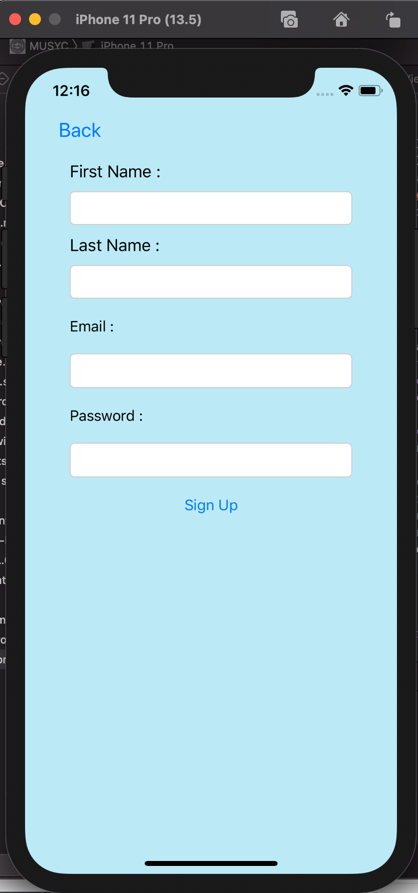 iPhone 11 Pro (13.5)
MUSYC
iPhone 11 Pro
12:16
Back
First Name :
Last Name :
Email :
Password :
Sign Up